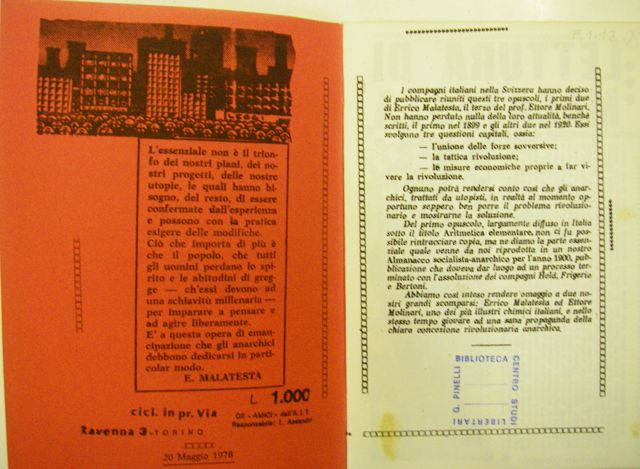 L'essenziale non è il trion-
fo dei nostri piani, dei no-
stri progetti, delle nostre
utopie, le quali hanno bi-
sogno, del resto, di essere
confermate dall'esperienza
e possono con la pratica
esigere delle modifiche.
Ciò che importa di più è
che il popolo, che tutti
gli uomini perdano lo spi-
rito e le abitudini di greg-
ge — ch'essi devono ad
una schiavitù millenaria —
per imparare a pensare e
ad agire liberamente.
E' a questa opera di eman-
cipazione che gli anarchici
debbono dedicarsi in parti-
colar modo.
E. MALATESTA
L. 1.000
cicl. in pr. Via
Ravenna 3-TORINO
Gli «AMICI» dell'A.I.T.
Responsabile: L.
20 Maggio 1978
F.1.12
I compagni italiani nella Svizzera hanno deciso
di pubblicare riuniti questi tre opuscoli, i primi due
di Errico Malatesta, il terzo del prof. Ettore Molinari.
Non hanno perduto nulla della loro attualità, benchè
scritti, il primo nel 1899 e gli altri due nel 1920. Essi
svolgono tre questioni capitali, ossia:
— l'unione delle forze sovversive;
— la tattica rivoluzione;
— le misure economiche proprie a far vi-
vere la rivoluzione.
Ognuno potrà rendersi conto così che gli anar-
chici, trattati da utopisti, in realtà al momento op-
portuno seppero ben porre il problema rivoluzio-
nario e mostrarne la soluzione.
Del primo opuscolo, largamente diffuso in Italia
sotto il titolo Aritmetica elementare, non ci fu pos-
sibile rintracciare copia, ma ne diamo la parte essen-
ziale quale venne da noi riprodotta in un nostro
Almanacco socialista-anarchico per l'anno 1900, pub-
blicazione che doveva dar luogo ad un processo ter-
minato con l'assoluzione dei compagni Held, Frigerio
e Bertoni.
Abbiamo così inteso rendere omaggio a due no-
stri grandi scomparsi: Errico Malatesta ed Ettore
Molinari, uno dei più illustri chimici italiani, e nello
stesso tempo giovare ad una sana propaganda della
chiara concezione rivoluzionaria anarchica.
BIBLIOTECA
CENTRO STUDI
LIBERTARI
G. PINELLI